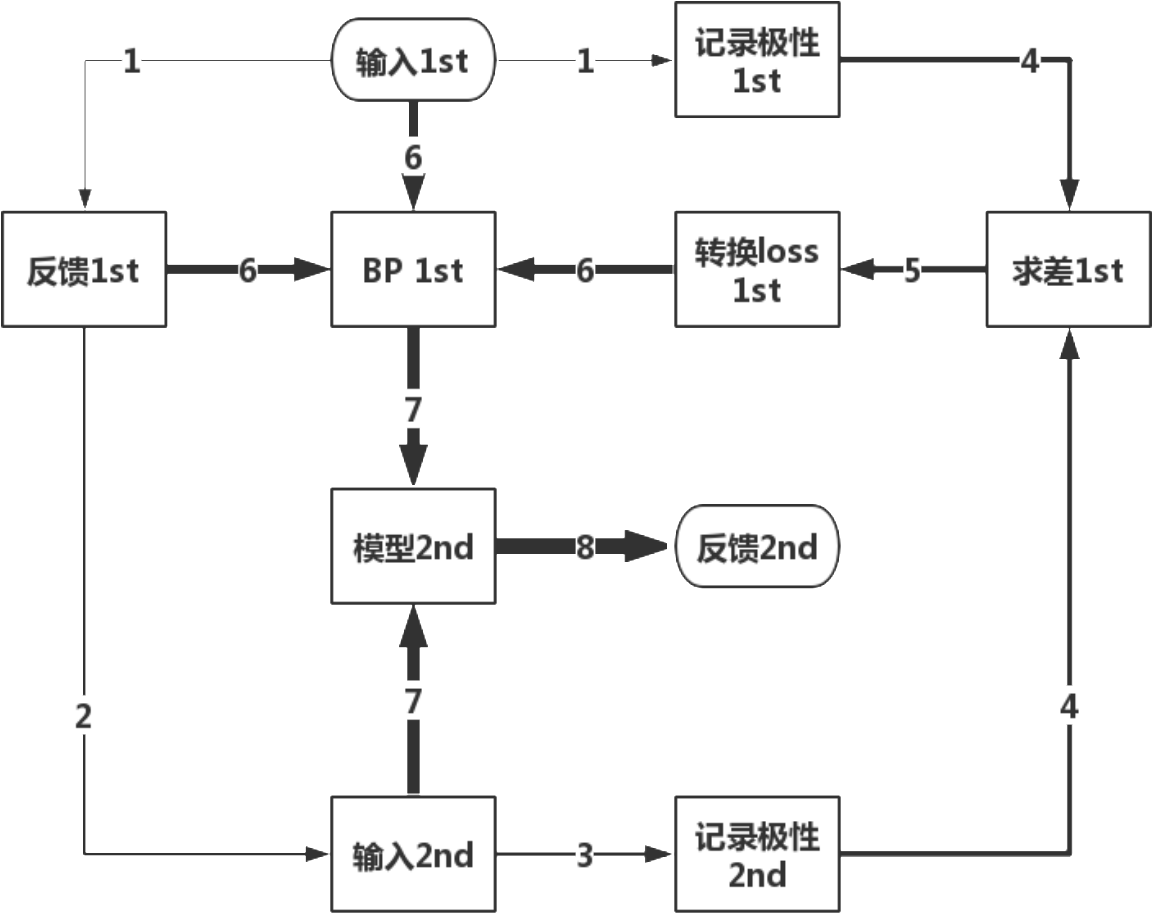 1
输入1st
1
记录极性
1st
4
6
反馈1st
6
BP 1st
6
转换loss
1st
5
求差1st
7
模型2nd
8
反馈2nd
7
2
4
输入2nd
3
记录极性
2nd